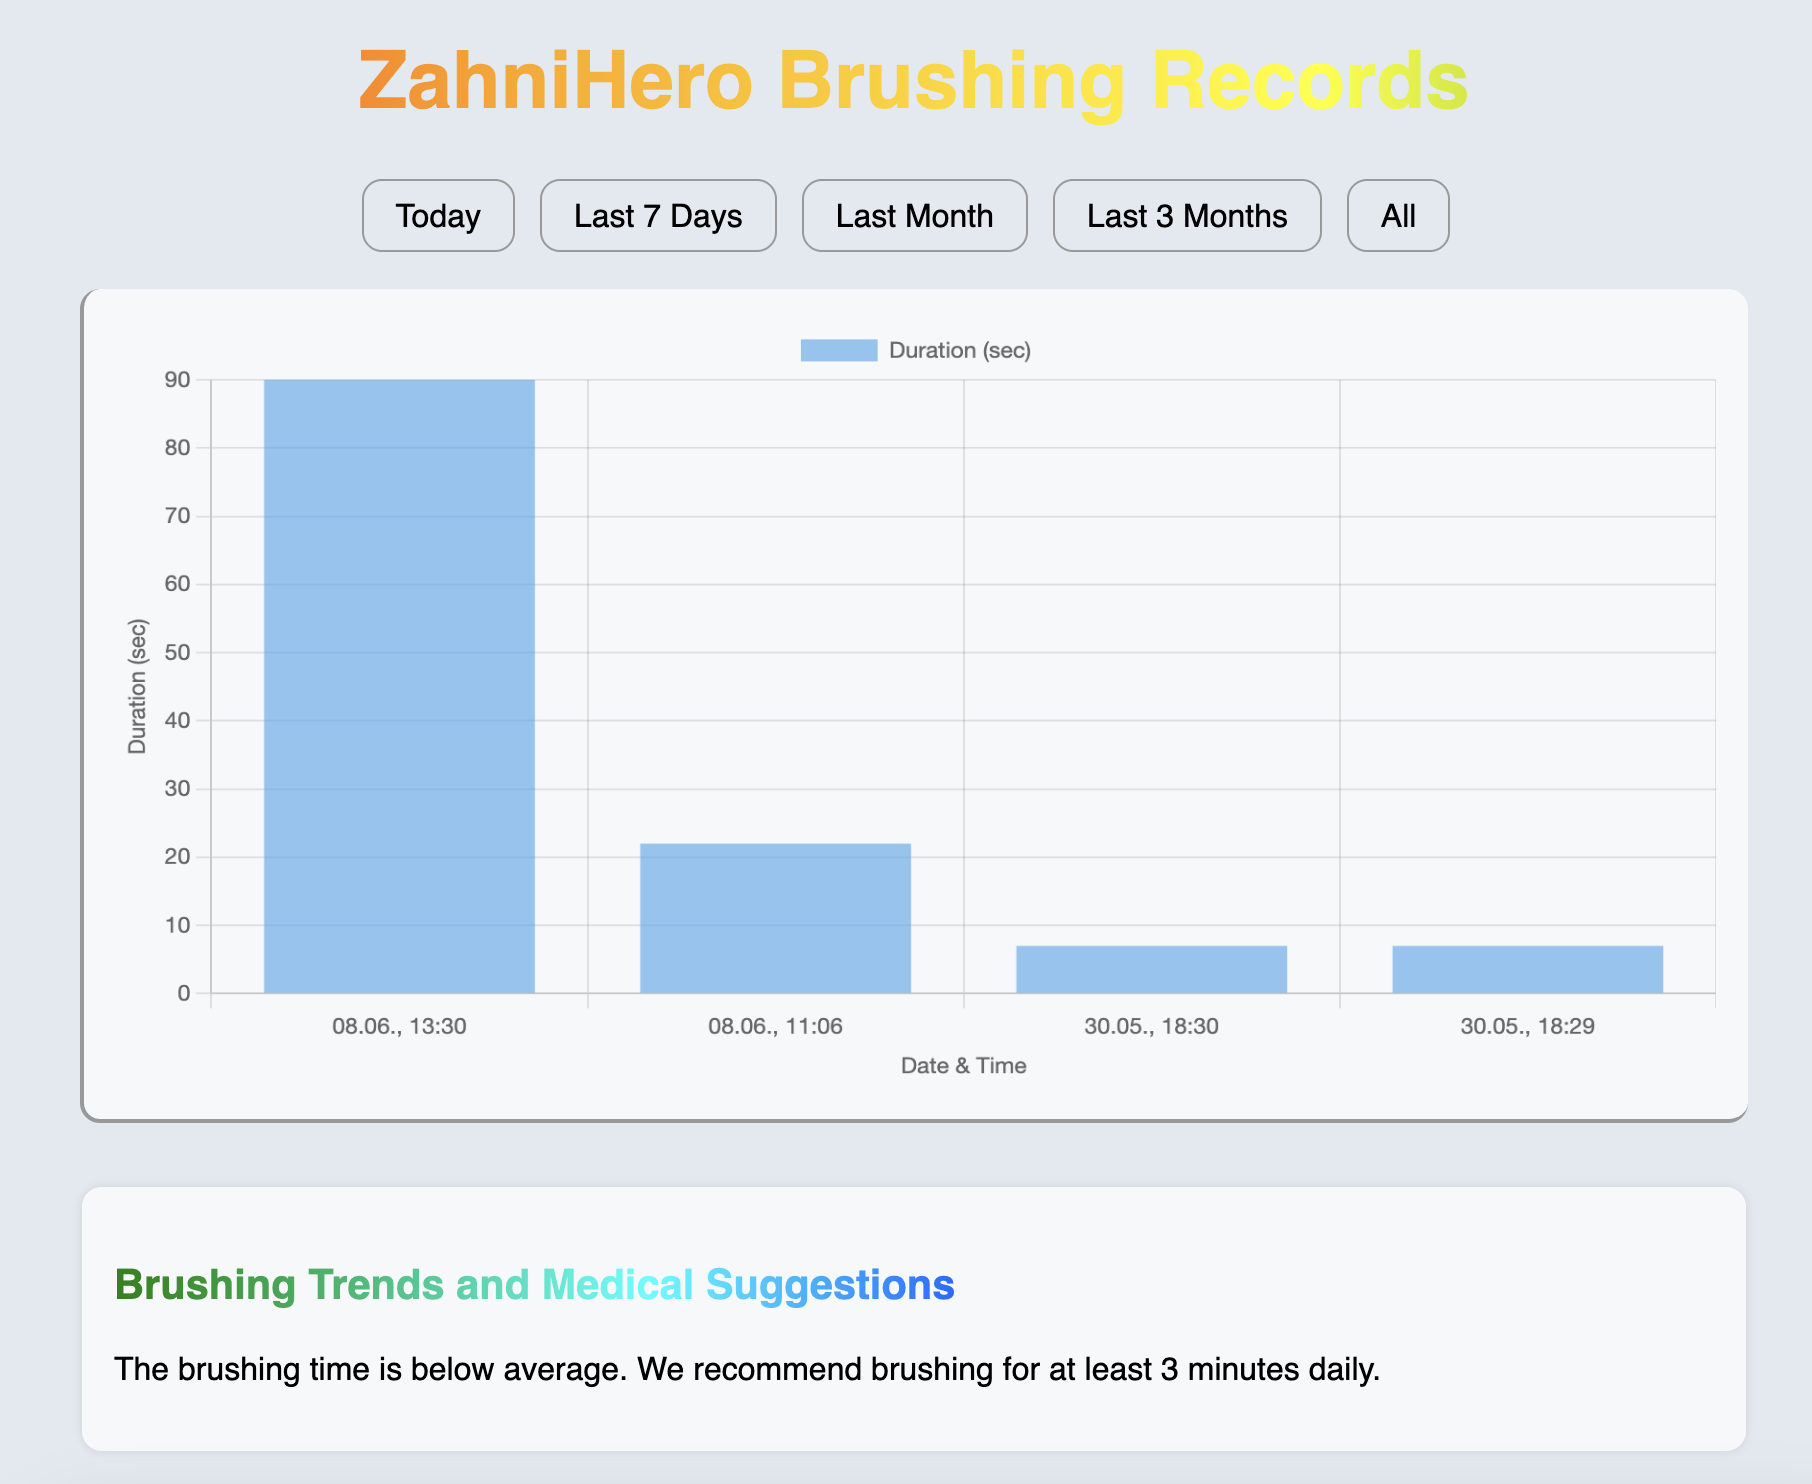 ZahniHero Brushing Records
Today
Last 7 Days
Last Month
Last 3 Months
All
Duration (sec)
90
80
70
60
50
40
30
20
10
0
Duration (sec)
08.06., 13:30
08.06., 11:06
30.05., 18:30
30.05., 18:29
Date & Time
Brushing Trends and Medical Suggestions
The brushing time is below average. We recommend brushing for at least 3 minutes daily.